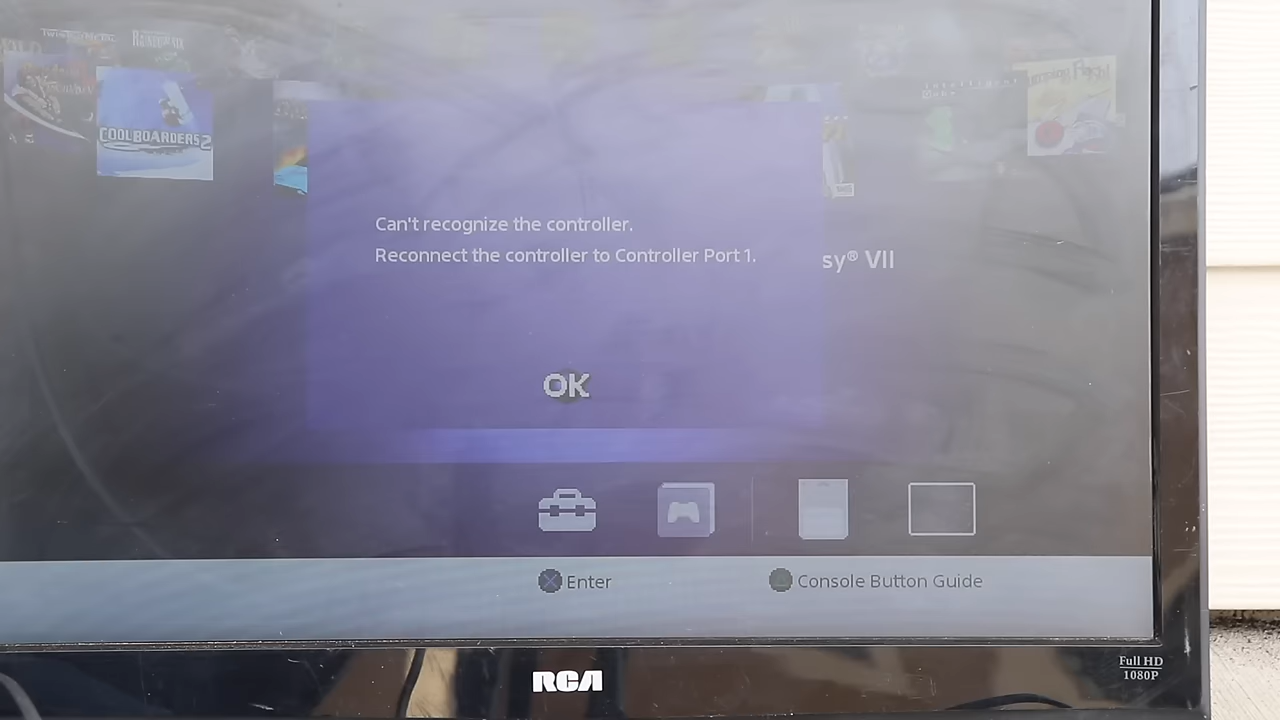 COOLBOARDERS 2
Can't recognize the controller.
Reconnect the controller to Controller Port 1.
sy® VII
OK
Enter
Console Button Guide
RCA
Full HD
1080P